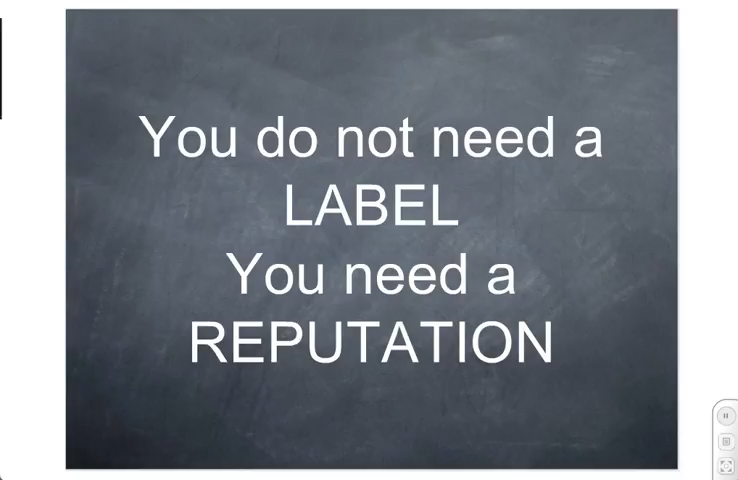 You do not need a
LABEL
You need a
REPUTATION